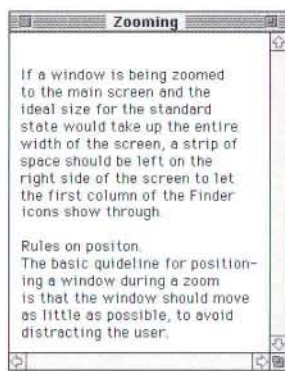 Zooming
If a window is being zoomed
to the main screen and the
ideal size for the standard
state would take up the entire
width of the screen, a strip of
space should be left on the
right side of the screen to let
the first column of the Finder
icons show through.
Rules on positon.
The basic quideline for position-
ing a window during a zoom
is that the window should move
as little as possible, to avoid
distracting the user.